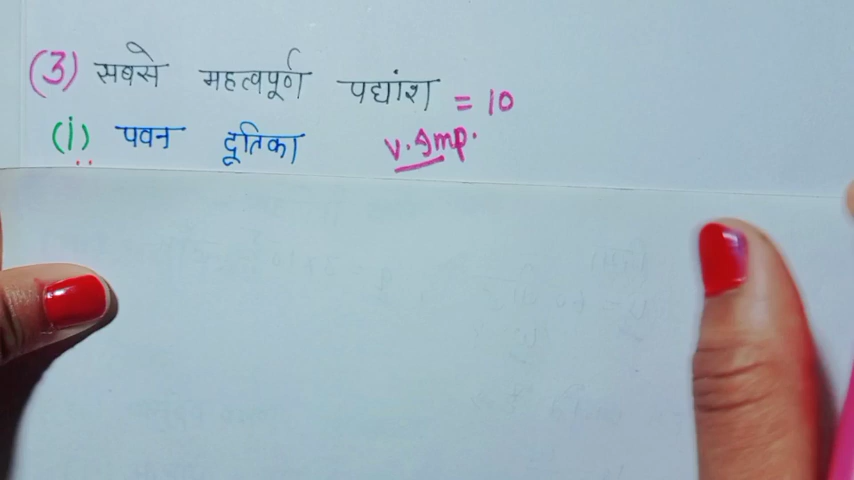 (3) सबसे महत्वपूर्ण पद्यांश = 10
(i) पवन दूतिका v. Imp.